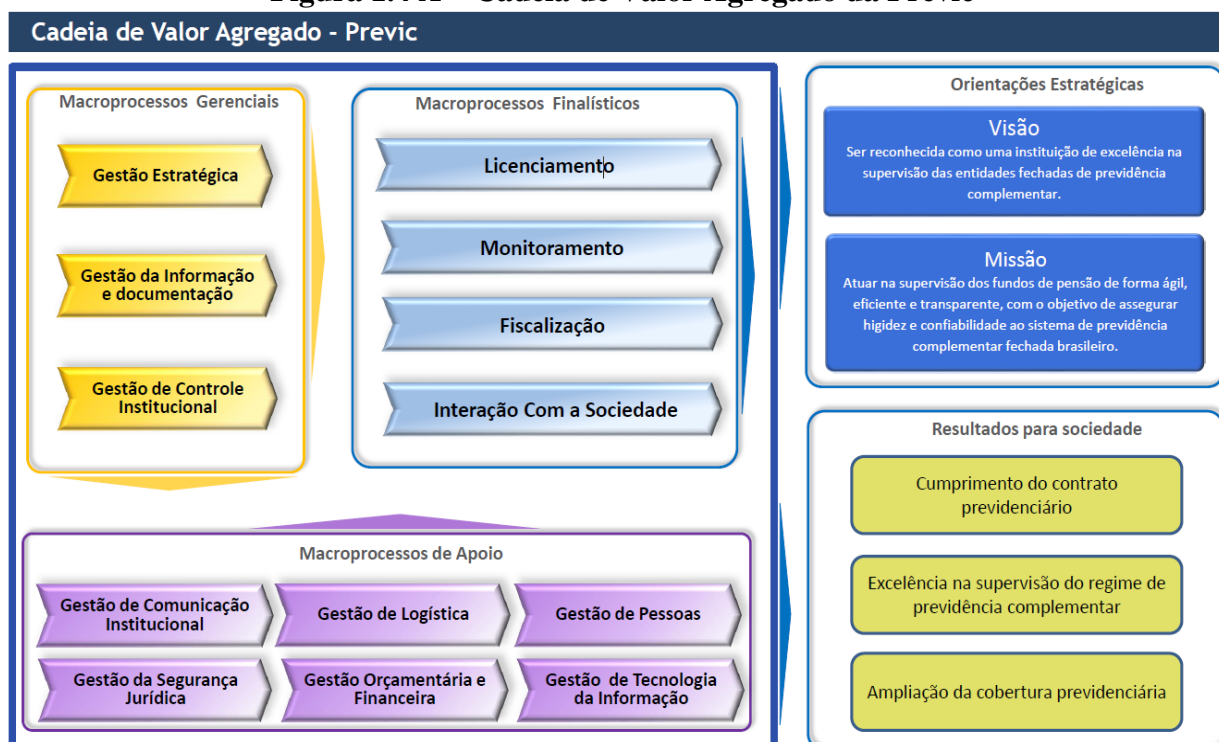 Cadeia de Valor Agregado - Previc
Macroprocessos Gerenciais
Gestão Estratégica
Gestão da Informação
e documentação
Gestão de Controle
Institucional
Macroprocessos Finalísticos
Licenciamento
Monitoramento
Fiscalização
Interação Com a Sociedade
Macroprocessos de Apoio
Gestão de Comunicação
Institucional
Gestão de Logística
Gestão de Pessoas
Gestão da Segurança
Jurídica
Gestão Orçamentária e
Financeira
Gestão de Tecnologia
da Informação
Orientações Estratégicas
Visão
Ser reconhecida como uma instituição de excelência na
supervisão das entidades fechadas de previdência
complementar.
Missão
Atuar na supervisão dos fundos de pensão de forma ágil,
eficiente e transparente, com o objetivo de assegurar
higidez e confiabilidade ao sistema de previdência
complementar fechada brasileiro.
Resultados para sociedade
Cumprimento do contrato
previdenciário
Excelência na supervisão do regime de
previdência complementar
Ampliação da cobertura previdenciária